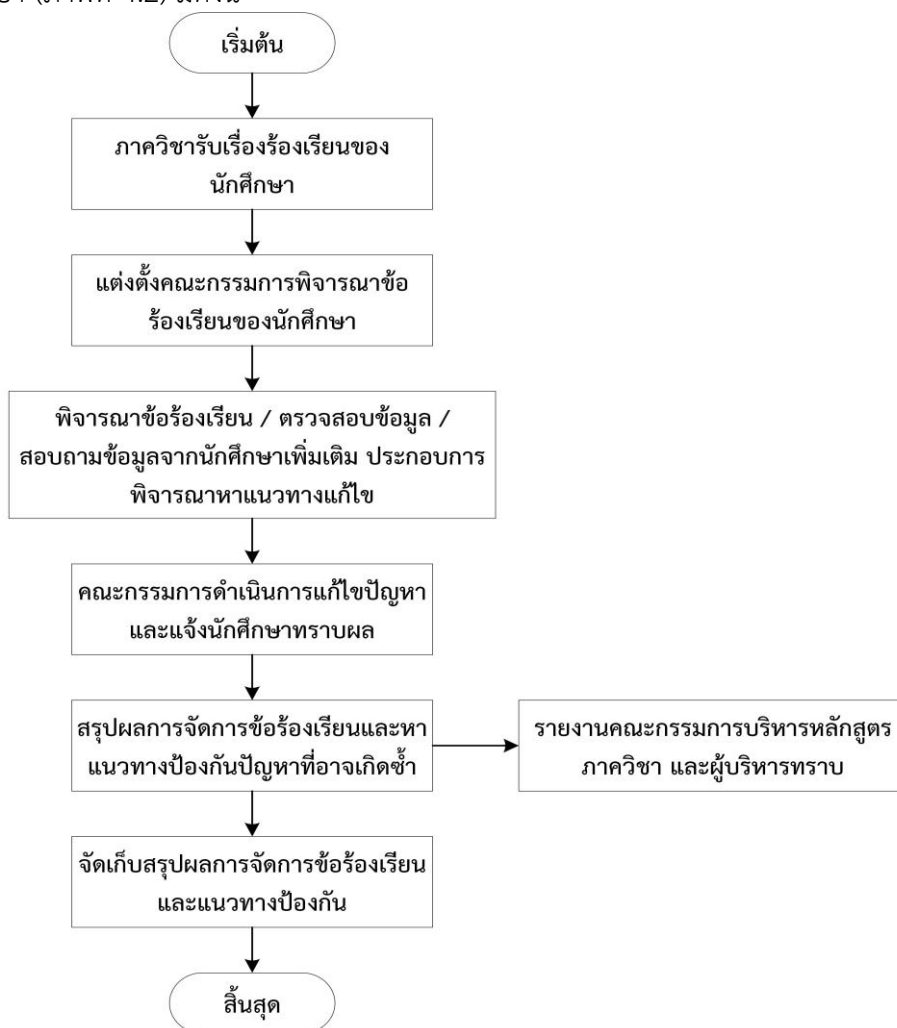 เริ่มต้น
ภาควิชารับเรื่องร้องเรียนของ
นักศึกษา
แต่งตั้งคณะกรรมการพิจารณาข้อ
ร้องเรียนของนักศึกษา
พิจารณาข้อร้องเรียน / ตรวจสอบข้อมูล /
สอบถามข้อมูลจากนักศึกษาเพิ่มเติม ประกอบการ
พิจารณาหาแนวทางแก้ไข
คณะกรรมการดำเนินการแก้ไขปัญหา
และแจ้งนักศึกษาทราบผล
สรุปผลการจัดการข้อร้องเรียนและหา
แนวทางป้องกันปัญหาที่อาจเกิดซ้ำ
รายงานคณะกรรมการบริหารหลักสูตร
ภาควิชา และผู้บริหารทราบ
จัดเก็บสรุปผลการจัดการข้อร้องเรียน
และแนวทางป้องกัน
สิ้นสุด